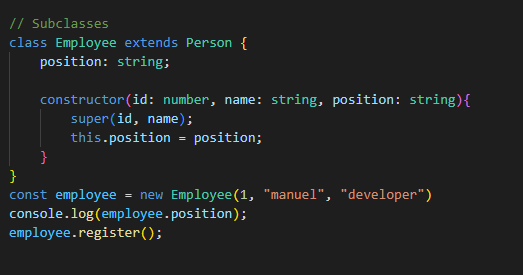 // Subclasses
class Employee extends Person {
    position: string;

    constructor(id: number, name: string, position: string){
        super(id, name);
        this.position = position;
    }
}
const employee = new Employee(1, "manuel", "developer")
console.log(employee.position);
employee.register();